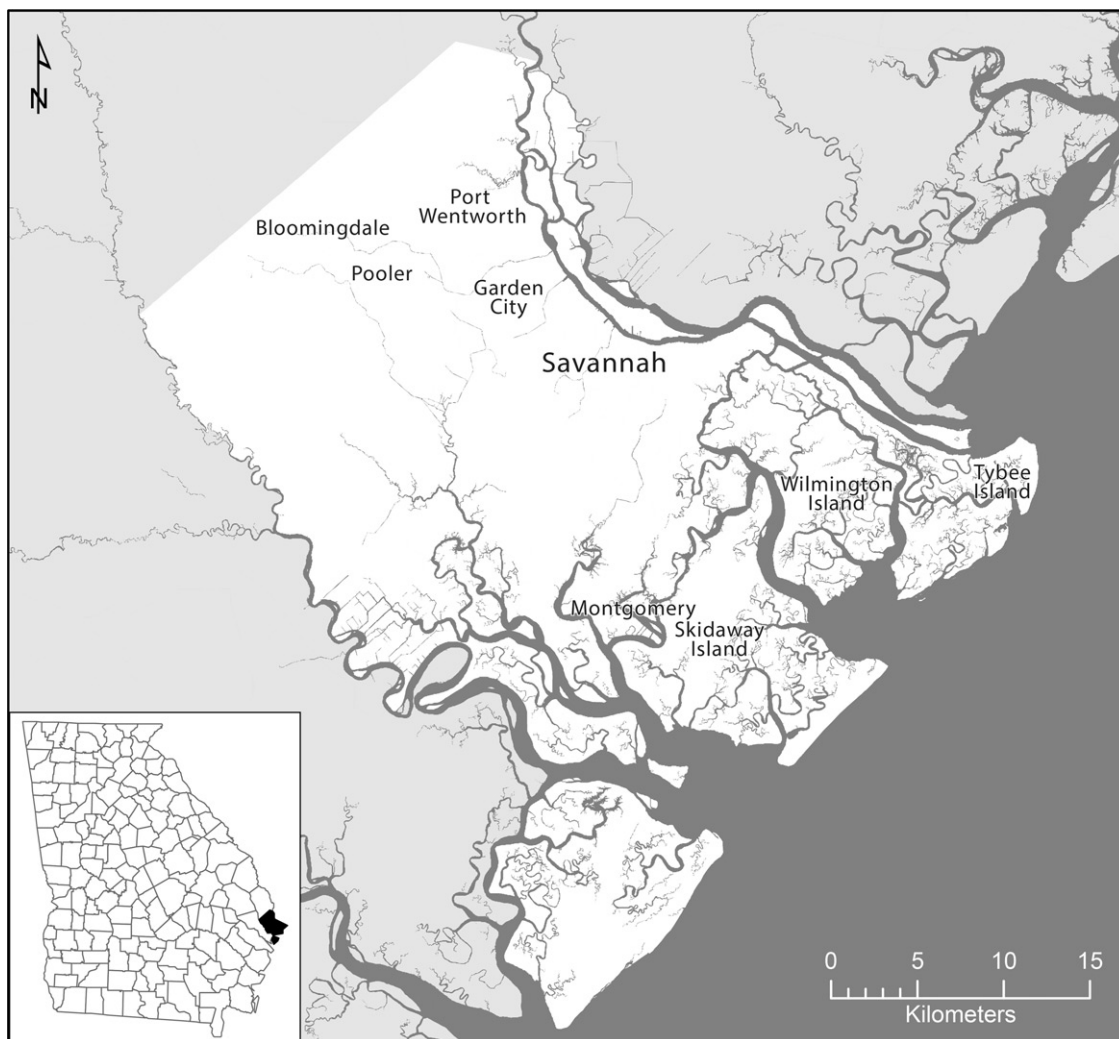 N
Port
Wentworth
Bloomingdale
Pooler
Garden
City
Savannah
Wilmington
Island
Tybee
Island
Montgomery
Skidaway
Island
0 5 10 15
Kilometers